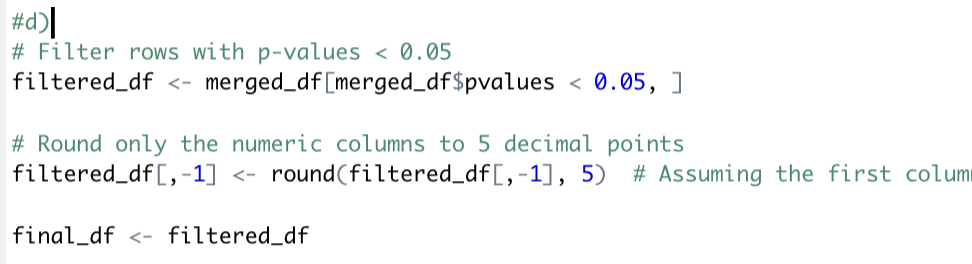 #d)
# Filter rows with p-values < 0.05
filtered_df <- merged_df[merged_df$pvalues < 0.05, ]
# Round only the numeric columns to 5 decimal points
filtered_df[,-1] <- round(filtered_df[,-1], 5)  # Assuming the first
final_df <- filtered_df